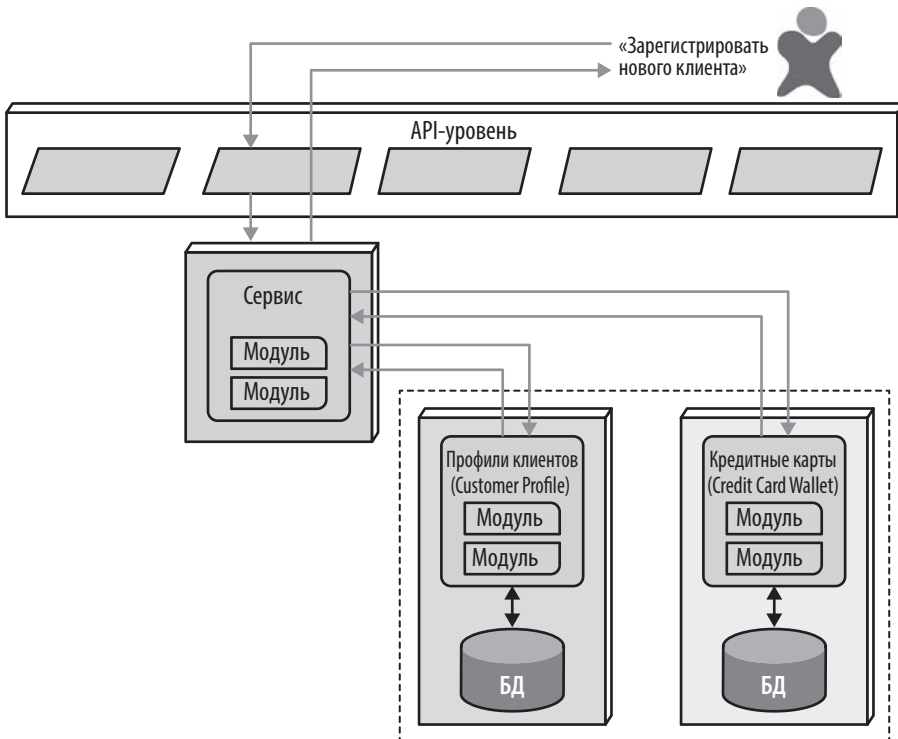 «Зарегистрировать
нового клиента»
API-уровень
Сервис
Модуль
Модуль
Профили клиентов
(Customer Profile)
Модуль
Модуль
БД
Кредитные карты
(Credit Card Wallet)
Модуль
Модуль
БД